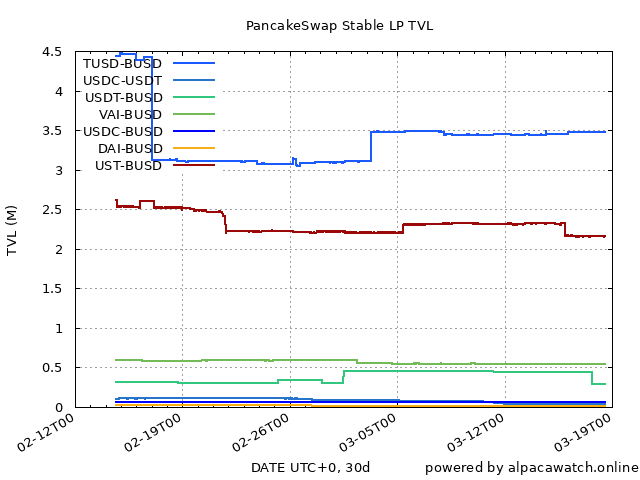 PancakeSwap Stable LP TVL
4.5
4
3.5
3
2.5
2
1.5
1
0.5
0
TVL (M)
TUSD-BUSD
USDC-USDT
USDT-BUSD
VAI-BUSD
USDC-BUSD
DAI-BUSD
UST-BUSD
02-12T00
02-19T00
02-26T00
03-05T00
03-12T00
03-19T00
DATE UTC+0, 30d
powered by alpacawatch.online